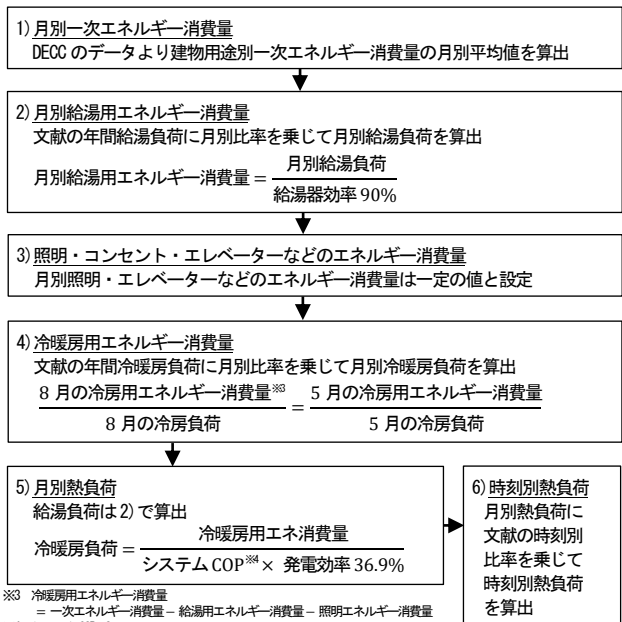 1) 月別一次エネルギー消費量
DECC のデータより建物用途別一次エネルギー消費量の月別平均値を算出
2) 月別給湯用エネルギー消費量
文献の年間給湯負荷に月別比率を乗じて月別給湯負荷を算出
月別給湯用エネルギー消費量 = 月別給湯負荷
給湯器効率 90%
3) 照明・コンセント・エレベーターなどのエネルギー消費量
月別照明・エレベーターなどのエネルギー消費量は一定の値と設定
4) 冷暖房用エネルギー消費量
文献の年間冷暖房負荷に月別比率を乗じて月別冷暖房負荷を算出
8 月の冷房用エネルギー消費量※3 = 5 月の冷房用エネルギー消費量
8 月の冷房負荷 5 月の冷房負荷
5) 月別熱負荷
給湯負荷は 2) で算出
冷暖房負荷 = 冷暖房用エネ消費量
システム COP※4 × 発電効率 36.9%
6) 時刻別熱負荷
月別熱負荷に
文献の時刻別
比率を乗じて
時刻別熱負荷
を算出
※3 冷暖房用エネルギー消費量
= 一次エネルギー消費量 − 給湯用エネルギー消費量 − 照明エネルギー消費量